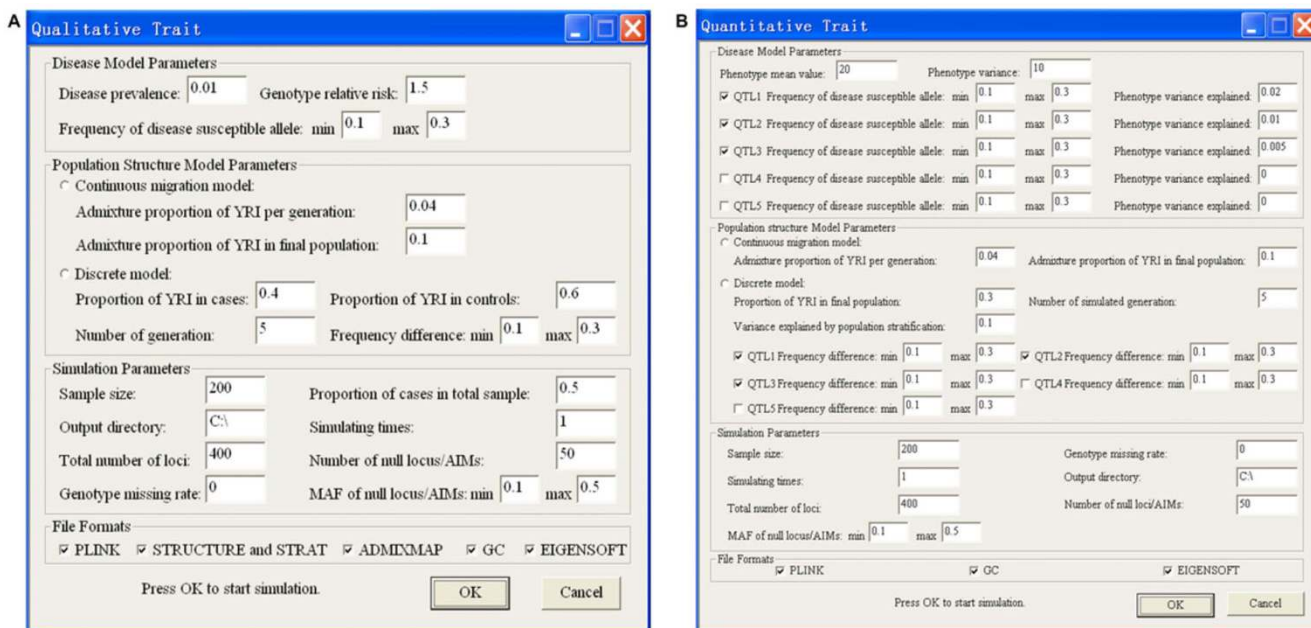 A
Qualitative Trait
Disease Model Parameters
Disease prevalence: 0.01 Genotype relative risk: 1.5
Frequency of disease susceptible allele: min 0.1 max 0.3
Population Structure Model Parameters
Continuous migration model:
Admixture proportion of YRI per generation: 0.04
Admixture proportion of YRI in final population: 0.1
Discrete model:
Proportion of YRI in cases: 0.4 Proportion of YRI in controls: 0.6
Number of generation: 5 Frequency difference: min 0.1 max 0.3
Simulation Parameters
Sample size: 200 Proportion of cases in total sample: 0.5
Output directory: C:\ Simulating times: 1
Total number of loci: 400 Number of null locus/AIMs: 50
Genotype missing rate: 0 MAF of null locus/AIMs: min 0.1 max 0.5
File Formats
PLINK STRUCTURE and STRAT ADMIXMAP GC EIGENSOFT
Press OK to start simulation. OK Cancel
B
Quantitative Trait
Disease Model Parameters
Phenotype mean value: 20 Phenotype variance: 10
QTL1 Frequency of disease susceptible allele: min 0.1 max 0.3 Phenotype variance explained: 0.02
QTL2 Frequency of disease susceptible allele: min 0.1 max 0.3 Phenotype variance explained: 0.01
QTL3 Frequency of disease susceptible allele: min 0.1 max 0.3 Phenotype variance explained: 0.005
QTL4 Frequency of disease susceptible allele: min 0.1 max 0.3 Phenotype variance explained: 0
QTL5 Frequency of disease susceptible allele: min 0.1 max 0.3 Phenotype variance explained: 0
Population structure Model Parameters
Continuous migration model:
Admixture proportion of YRI per generation: 0.04 Admixture proportion of YRI in final population: 0.1
Discrete model:
Proportion of YRI in final population: 0.3 Number of simulated generation: 5
Variance explained by population stratification: 0.1
QTL1 Frequency difference: min 0.1 max 0.3 QTL2 Frequency difference: min 0.1 max 0.3
QTL3 Frequency difference: min 0.1 max 0.3 QTL4 Frequency difference: min 0.1 max 0.3
QTL5 Frequency difference: min 0.1 max 0.3
Simulation Parameters
Sample size: 200 Genotype missing rate: 0
Simulating times: 1 Output directory: C:\
Total number of loci: 400 Number of null loci/AIMs: 50
MAF of null locus/AIMs: min 0.1 max 0.5
File Formats
PLINK GC EIGENSOFT
Press OK to start simulation. OK Cancel